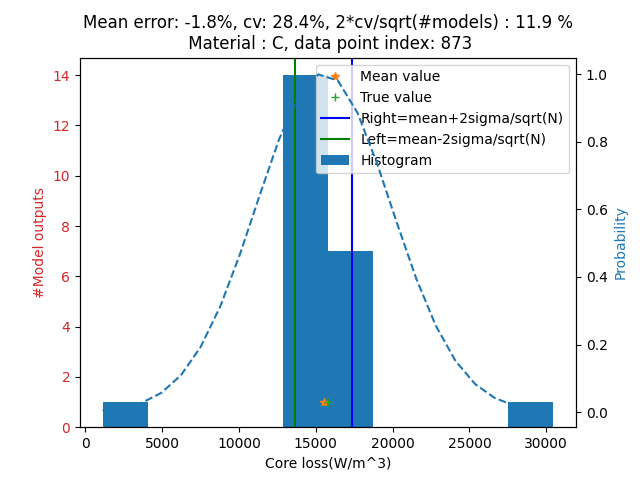 Mean error: -1.8%, cv: 28.4%, 2*cv/sqrt(#models) : 11.9 %
Material : C, data point index: 873
Mean value
True value
Right=mean+2sigma/sqrt(N)
Left=mean-2sigma/sqrt(N)
Histogram
14
12
10
8
6
4
2
0
#Model outputs
1.0
0.8
0.6
0.4
0.2
0.0
Probability
0 5000 10000 15000 20000 25000 30000
Core loss(W/m^3)